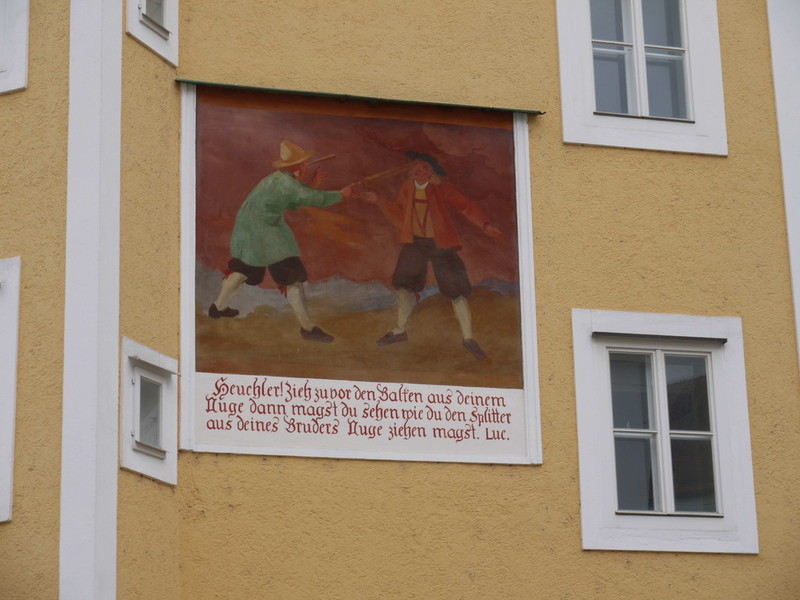 Heuchler! Zieh zuvor den Balken aus deinem
Auge dann magst du sehen wie du den Splitter
aus deines Bruders Auge ziehen magst. Luc.